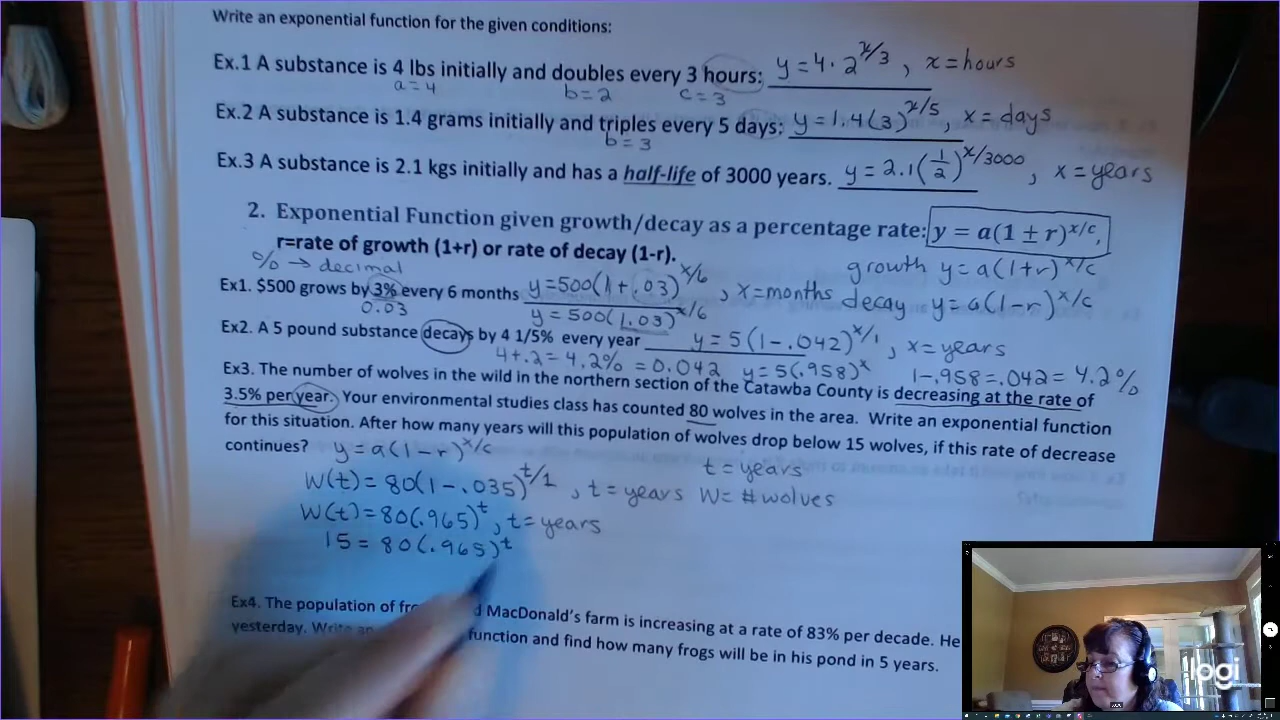 Write an exponential function for the given conditions:
Ex.1 A substance is 4 lbs initially and doubles every 3 hours: y=4·2^(x/3), x=hours
a=4 b=2 c=3
Ex.2 A substance is 1.4 grams initially and triples every 5 days: y=1.4(3)^(x/5), x=days
b=3
Ex.3 A substance is 2.1 kgs initially and has a half-life of 3000 years. y=2.1(1/2)^(x/3000), x=years
2. Exponential Function given growth/decay as a percentage rate: y = a(1 ± r)^(x/c),
r=rate of growth (1+r) or rate of decay (1-r).
% → decimal growth y=a(1+r)^(x/c)
Ex1. $500 grows by 3% every 6 months y=500(1+.03)^(x/6), x=months decay y=a(1-r)^(x/c)
0.03 y=500(1.03)^(x/6)
Ex2. A 5 pound substance decays by 4 1/5% every year y=5(1-.042)^(x/1), x=years
4+.2=4.2%=0.042 y=5(.958)^x 1-.958=.042=4.2%
Ex3. The number of wolves in the wild in the northern section of the Catawba County is decreasing at the rate of
3.5% per year. Your environmental studies class has counted 80 wolves in the area. Write an exponential function
for this situation. After how many years will this population of wolves drop below 15 wolves, if this rate of decrease
continues? y=a(1-r)^(x/c)
t=years
W(t)=80(1-.035)^(t/1), t=years W=#wolves
W(t)=80(.965)^t, t=years
15=80(.965)^t
Ex4. The population of MacDonald's farm is increasing at a rate of 83% per decade. He
yesterday. Write function and find how many frogs will be in his pond in 5 years.
logi